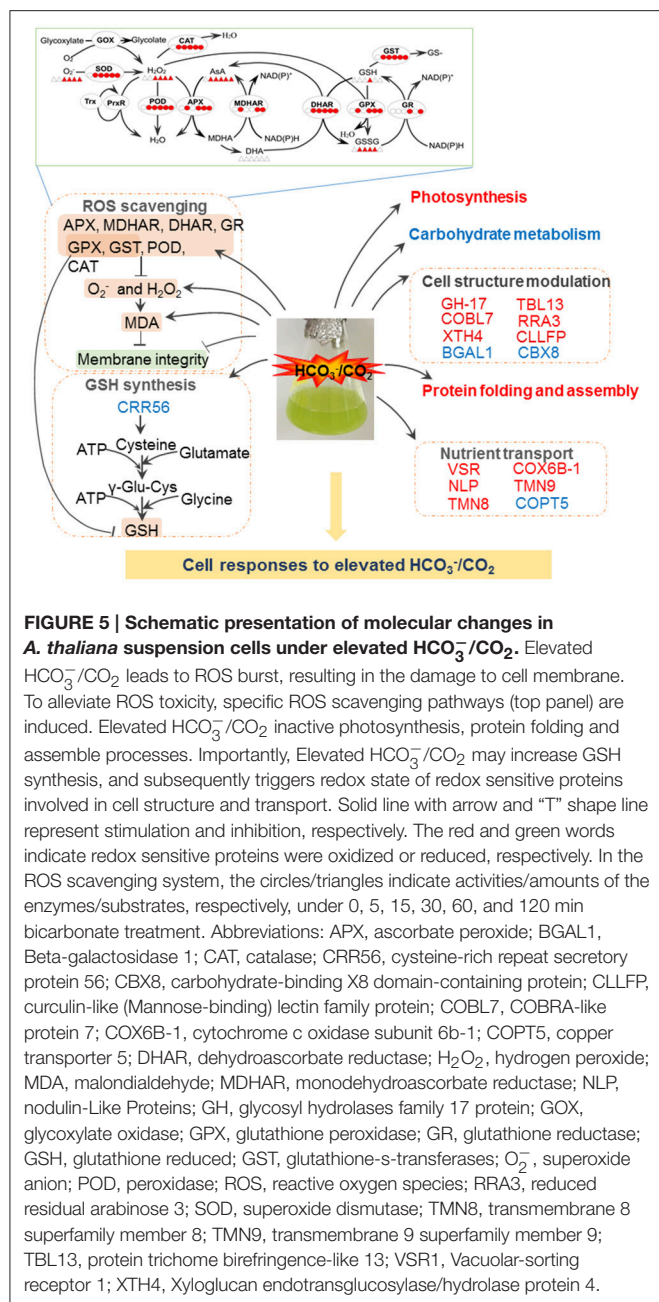 Glyoxylate GOX Glycolate CAT H₂O
O₂ GST GS-
O₂⁻ SOD H₂O₂ AsA NAD(P)⁺ GSH NAD(P)⁺
Trx PrxR POD APX MDHAR DHAR GPX GR
H₂O MDHA NAD(P)H H₂O GSSG NAD(P)H
DHA
ROS scavenging
APX, MDHAR, DHAR, GR
GPX, GST, POD,
CAT
O₂⁻ and H₂O₂
MDA
Membrane integrity
GSH synthesis
CRR56
ATP Cysteine Glutamate
γ-Glu-Cys
ATP Glycine
GSH
HCO₃⁻/CO₂
Photosynthesis
Carbohydrate metabolism
Cell structure modulation
GH-17 TBL13
COBL7 RRA3
XTH4 CLLFP
BGAL1 CBX8
Protein folding and assembly
Nutrient transport
VSR COX6B-1
NLP TMN9
TMN8 COPT5
Cell responses to elevated HCO₃⁻/CO₂
FIGURE 5 | Schematic presentation of molecular changes in
A. thaliana suspension cells under elevated HCO₃⁻/CO₂. Elevated
HCO₃⁻/CO₂ leads to ROS burst, resulting in the damage to cell membrane.
To alleviate ROS toxicity, specific ROS scavenging pathways (top panel) are
induced. Elevated HCO₃⁻/CO₂ inactive photosynthesis, protein folding and
assemble processes. Importantly, Elevated HCO₃⁻/CO₂ may increase GSH
synthesis, and subsequently triggers redox state of redox sensitive proteins
involved in cell structure and transport. Solid line with arrow and “T” shape line
represent stimulation and inhibition, respectively. The red and green words
indicate redox sensitive proteins were oxidized or reduced, respectively. In the
ROS scavenging system, the circles/triangles indicate activities/amounts of the
enzymes/substrates, respectively, under 0, 5, 15, 30, 60, and 120 min
bicarbonate treatment. Abbreviations: APX, ascorbate peroxide; BGAL1,
Beta-galactosidase 1; CAT, catalase; CRR56, cysteine-rich repeat secretory
protein 56; CBX8, carbohydrate-binding X8 domain-containing protein; CLLFP,
curculin-like (Mannose-binding) lectin family protein; COBL7, COBRA-like
protein 7; COX6B-1, cytochrome c oxidase subunit 6b-1; COPT5, copper
transporter 5; DHAR, dehydroascorbate reductase; H₂O₂, hydrogen peroxide;
MDA, malondialdehyde; MDHAR, monodehydroascorbate reductase; NLP,
nodulin-Like Proteins; GH, glycosyl hydrolases family 17 protein; GOX,
glycoxylate oxidase; GPX, glutathione peroxidase; GR, glutathione reductase;
GSH, glutathione reduced; GST, glutathione-s-transferases; O₂⁻, superoxide
anion; POD, peroxidase; ROS, reactive oxygen species; RRA3, reduced
residual arabinose 3; SOD, superoxide dismutase; TMN8, transmembrane 8
superfamily member 8; TMN9, transmembrane 9 superfamily member 9;
TBL13, protein trichome birefringence-like 13; VSR1, Vacuolar-sorting
receptor 1; XTH4, Xyloglucan endotransglucosylase/hydrolase protein 4.